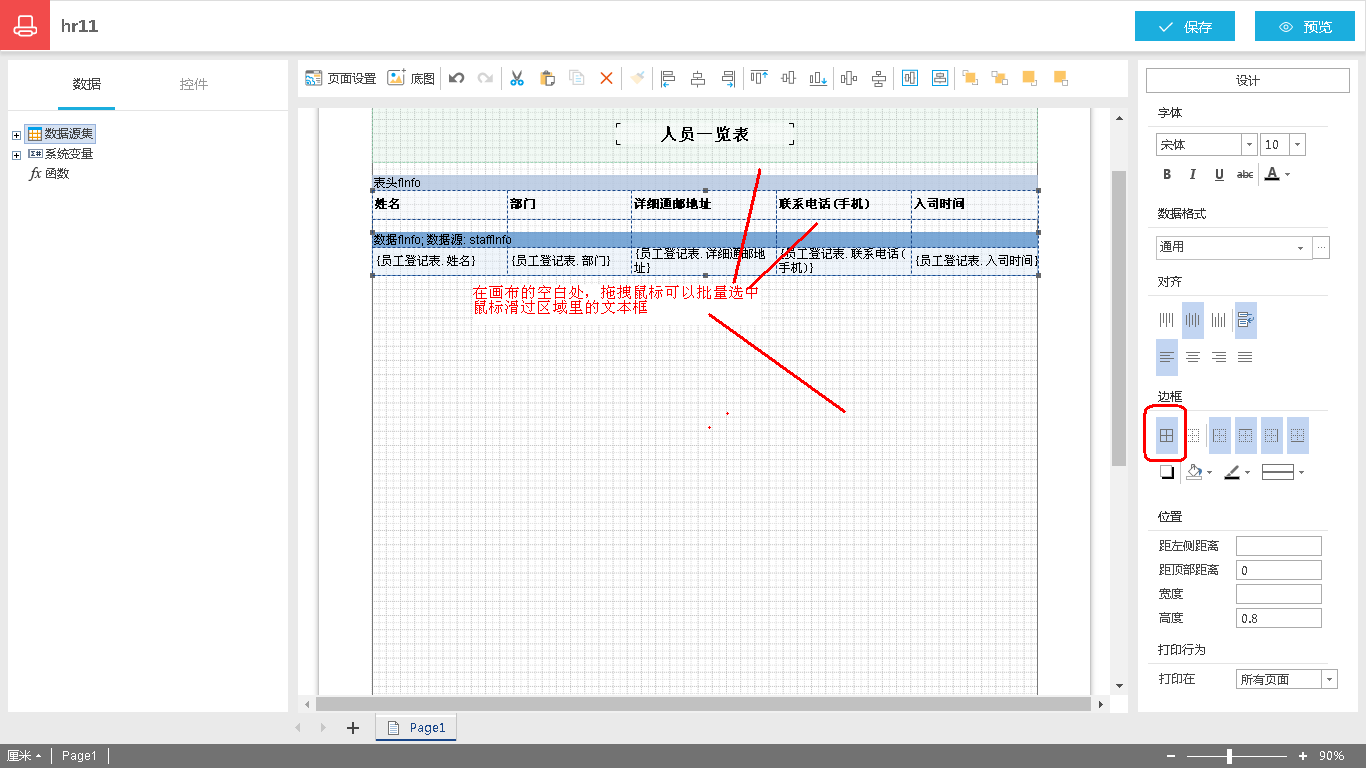 hr11
保存
预览
数据
控件
数据源集
系统变量
fx 函数
页面设置
底图
人员一览表
表头fInfo
姓名 部门 详细通邮地址 联系电话(手机) 入司时间
数据fInfo; 数据源: staffInfo
{员工登记表. 姓名} {员工登记表. 部门} {员工登记表. 详细通邮地址} {员工登记表. 联系电话(手机)} {员工登记表. 入司时间}
在画布的空白处，拖拽鼠标可以批量选中
鼠标滑过区域里的文本框
设计
字体
宋体 10
B I U abc A
数据格式
通用 ...
对齐
边框
位置
距左侧距离
距顶部距离 0
宽度
高度 0.8
打印行为
打印在 所有页面
Page1
厘米 Page1
90%